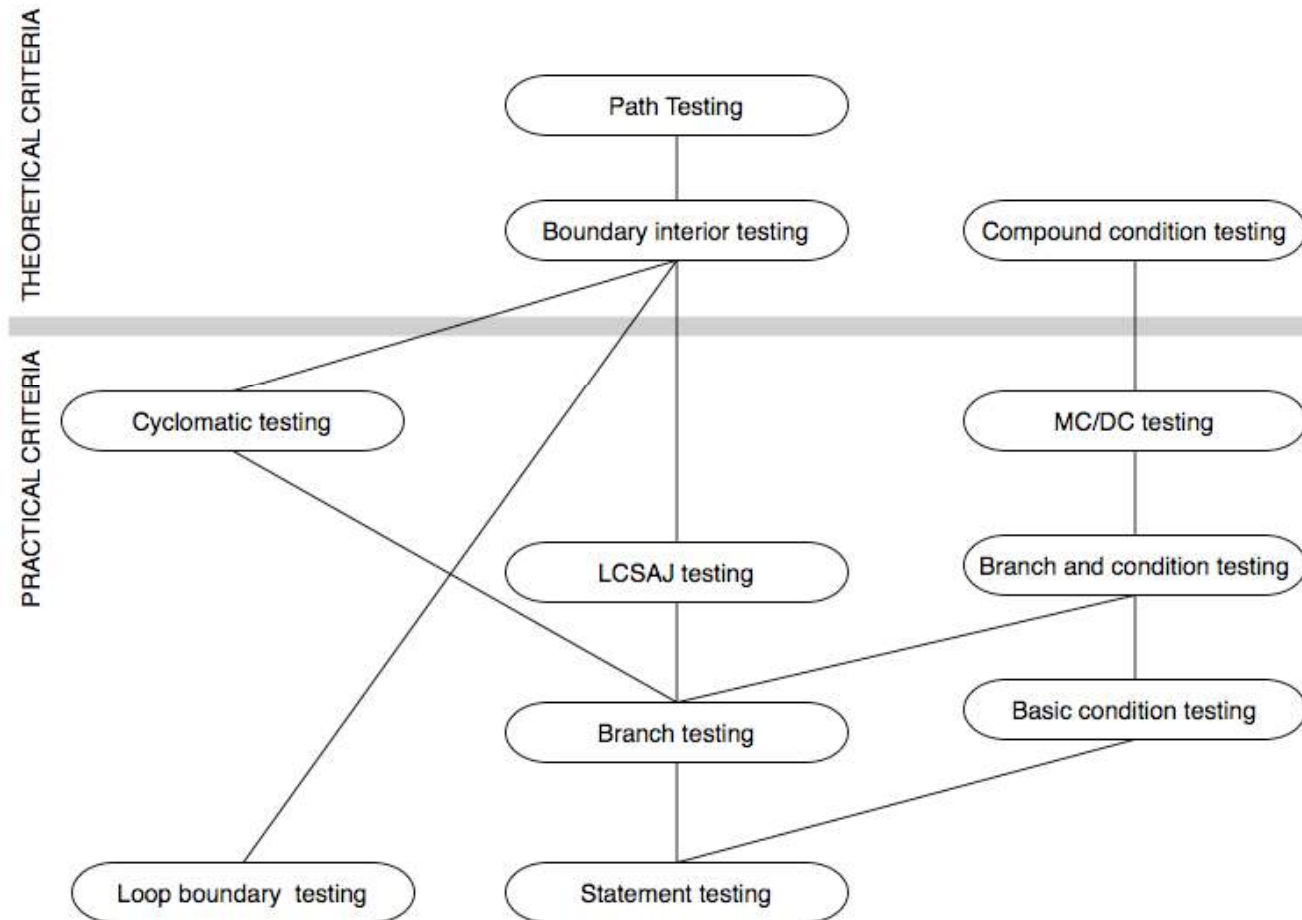 THEORETICAL CRITERIA
Path Testing
Boundary interior testing
Compound condition testing
PRACTICAL CRITERIA
Cyclomatic testing
MC/DC testing
LCSAJ testing
Branch and condition testing
Branch testing
Basic condition testing
Loop boundary testing
Statement testing